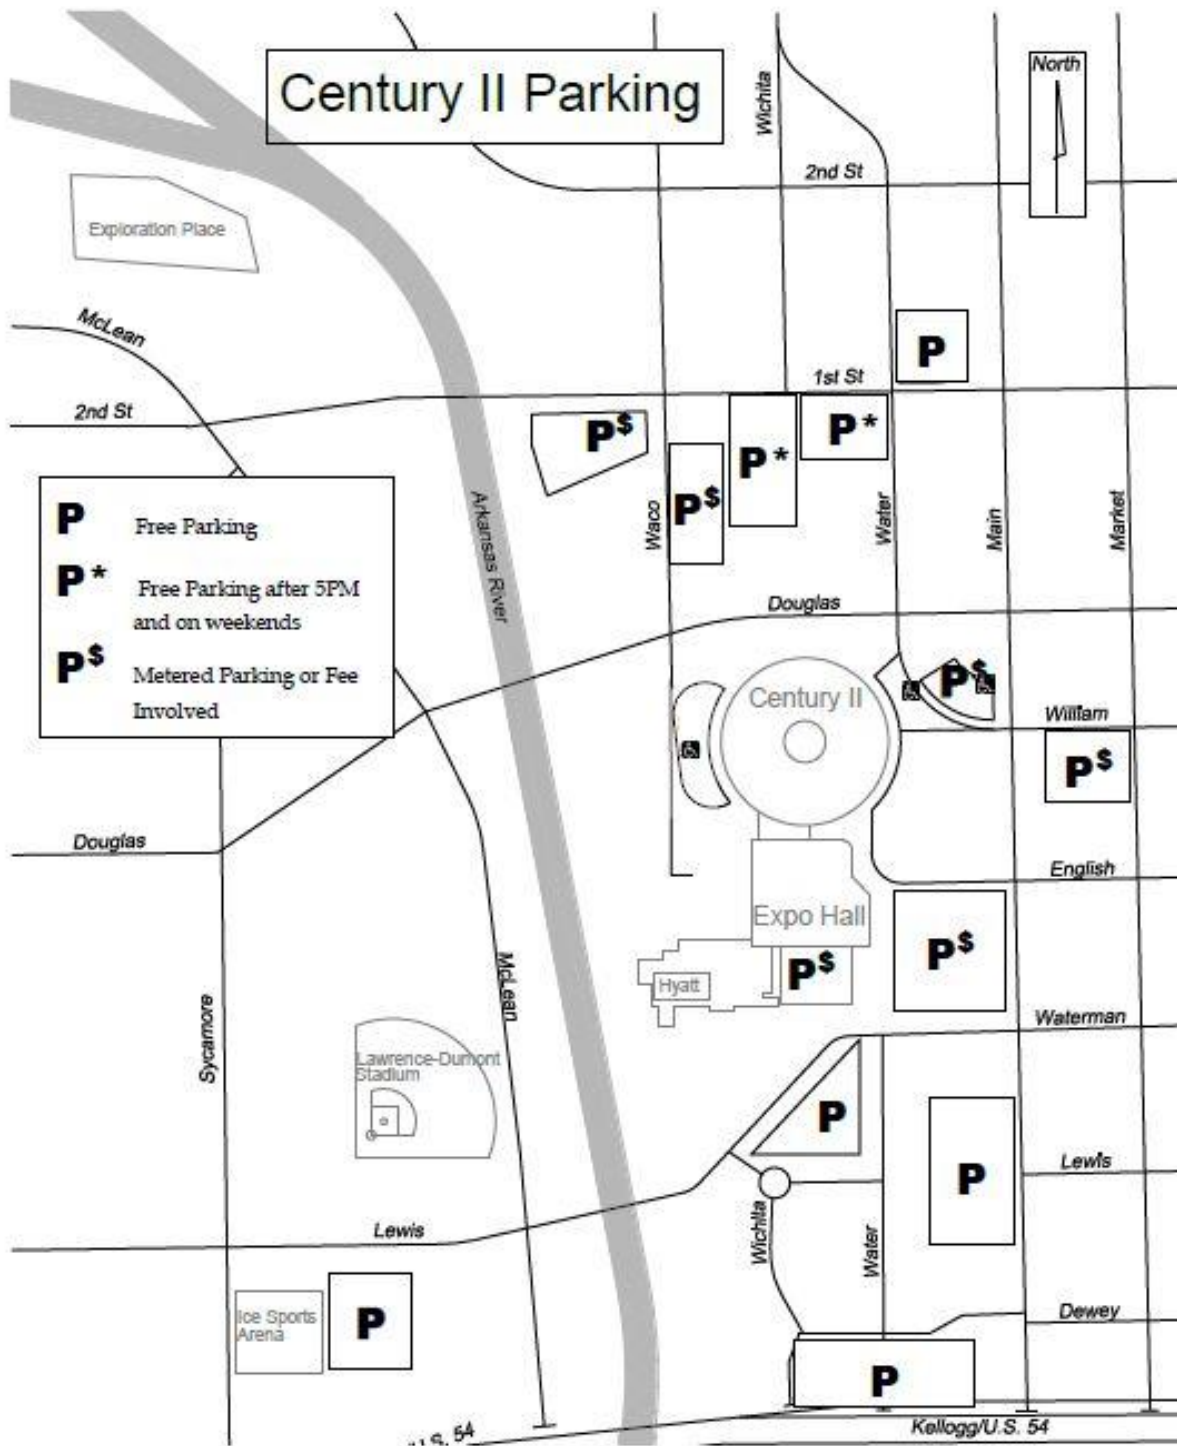 Century II Parking
North
Wichita
2nd St
Exploration Place
McLean
2nd St
1st St
P
P$
P*
P*
P$
Waco
Water
Main
Market
Arkansas River
P Free Parking
P* Free Parking after 5PM
and on weekends
P$ Metered Parking or Fee
Involved
Douglas
Century II
P$
William
P$
Douglas
English
Expo Hall
P$
P$
Hyatt
McLean
Sycamore
Waterman
Lawrence-Dumont
Stadium
P
P
Lewis
Lewis
Wichita
Water
Ice Sports
Arena
P
Dewey
P
Kellogg/U.S. 54
U.S. 54